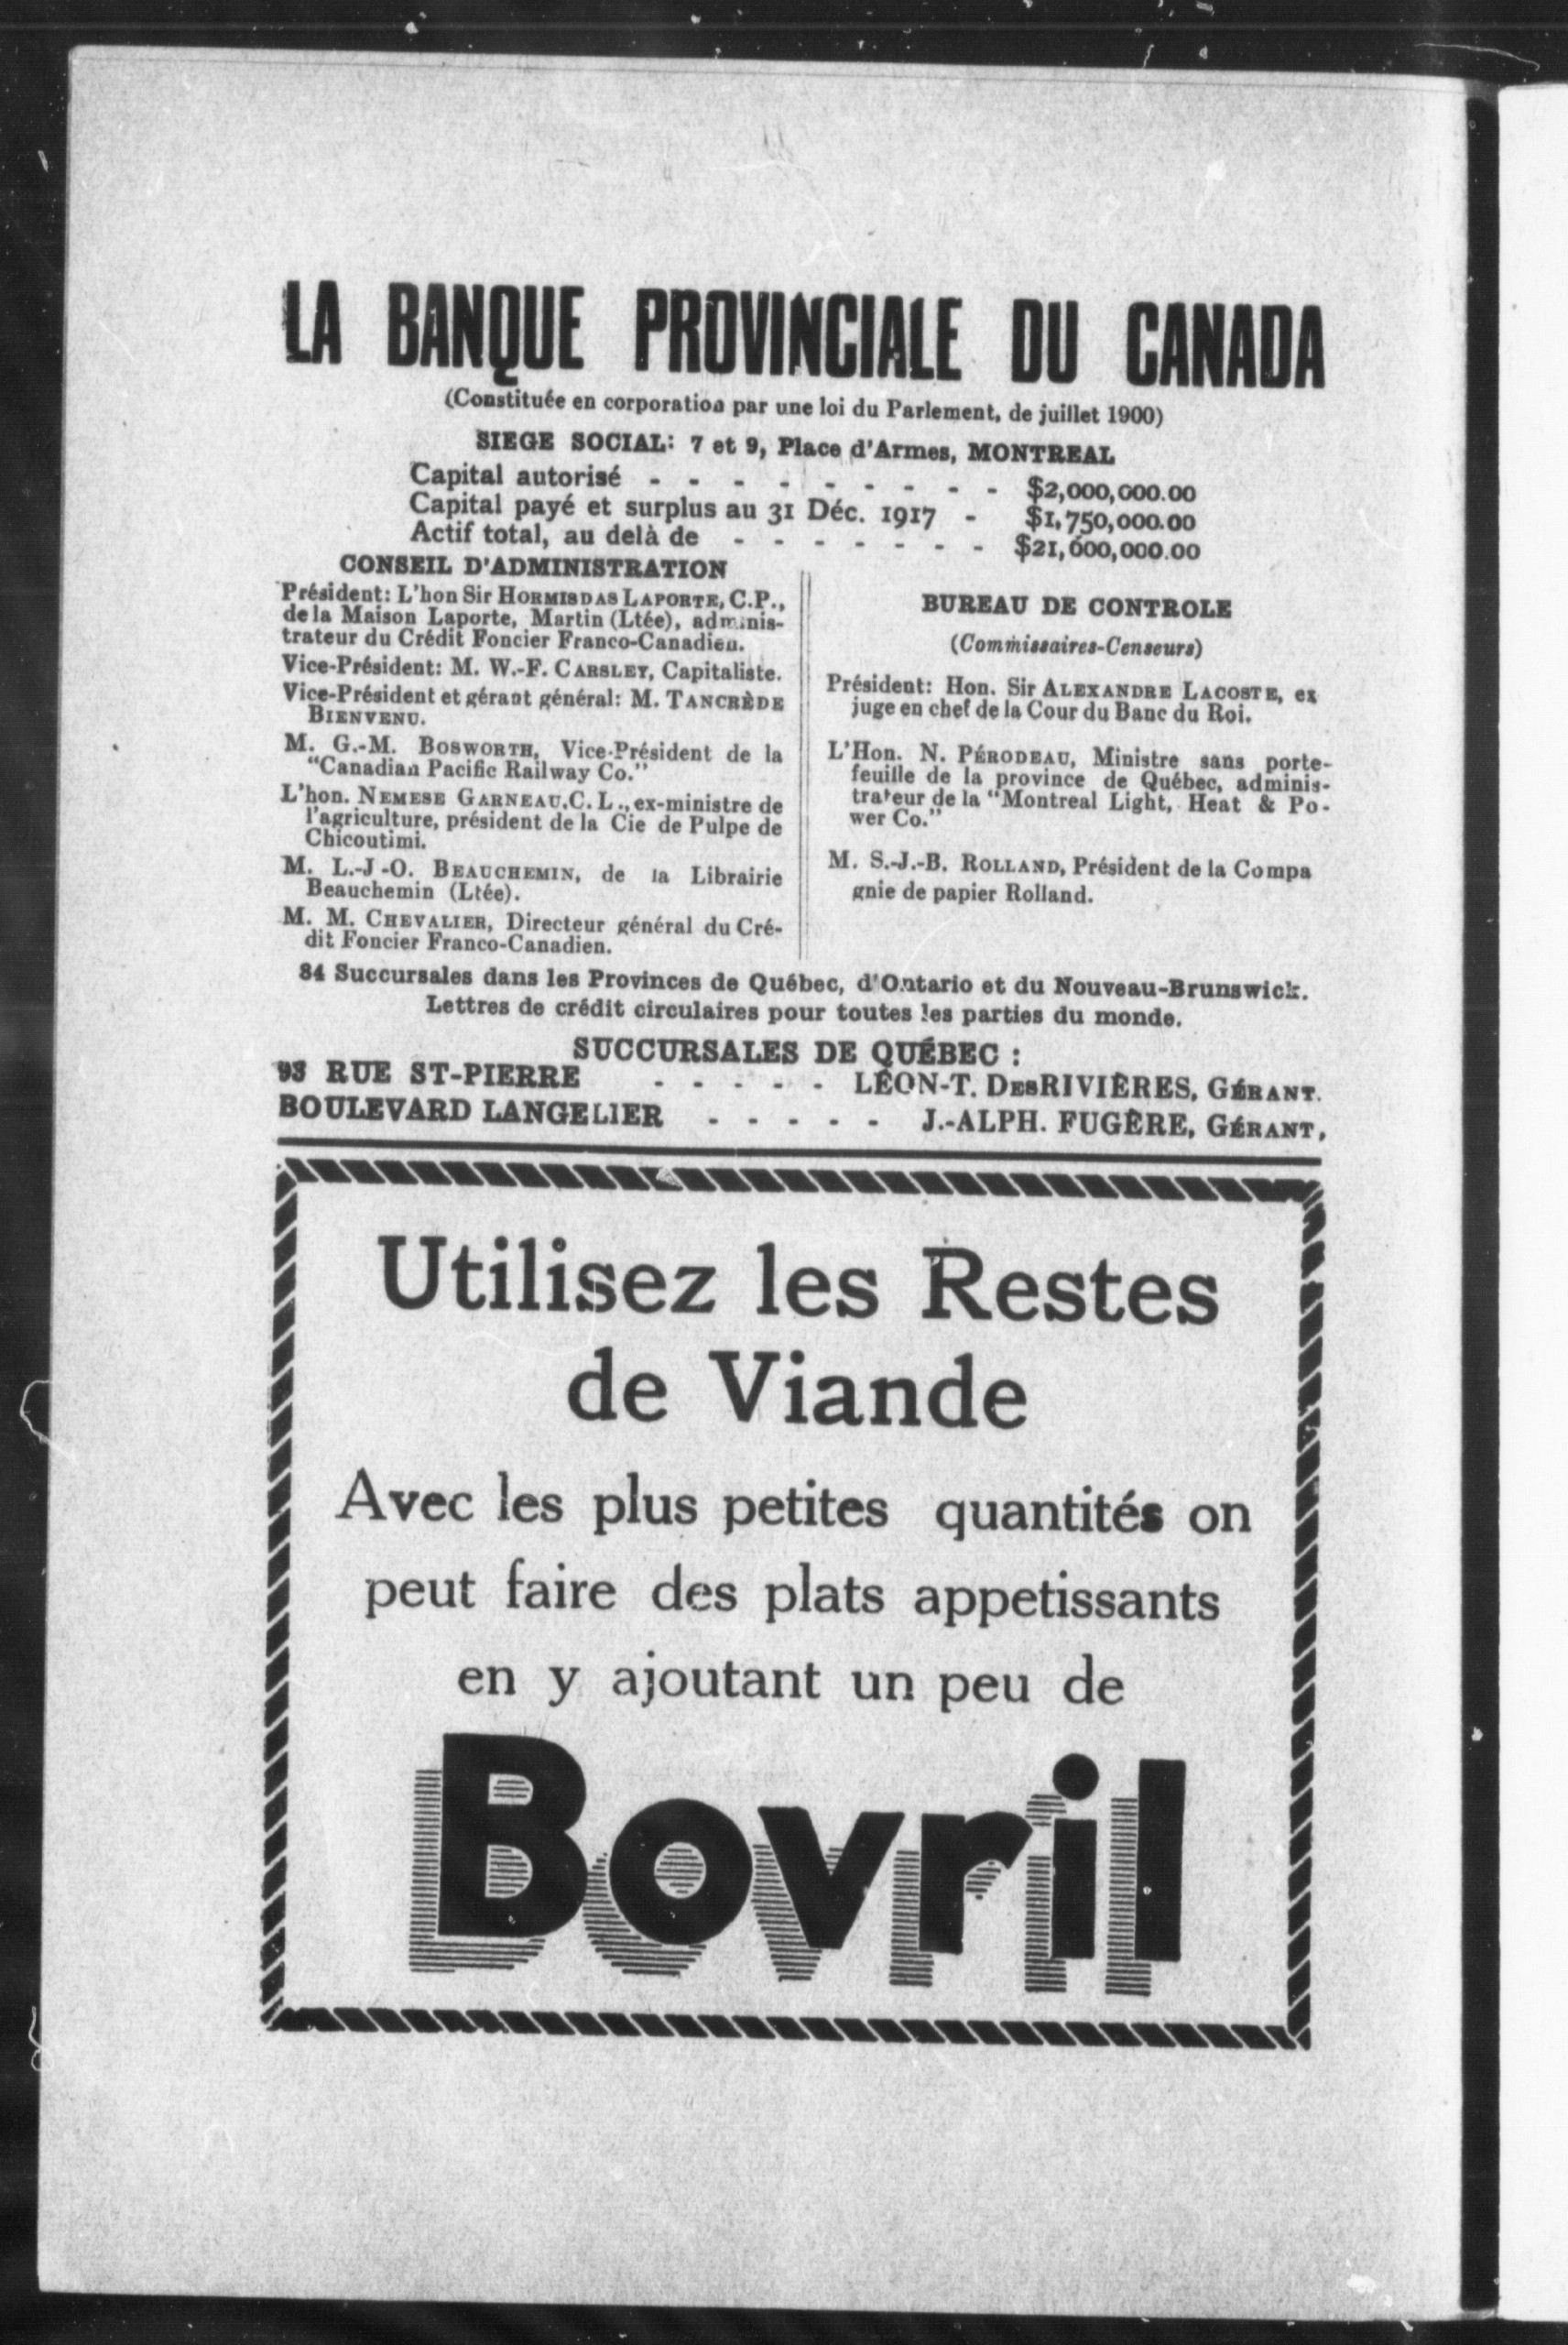 LA BANQUE PROVINCIALE DU CANADA
(Constituée en corporation par une loi du Parlement, de juillet 1900)
SIEGE SOCIAL: 7 et 9, Place d'Armes, MONTREAL
Capital autorisé - - - - - - - - - $2,000,000.00
Capital payé et surplus au 31 Déc. 1917 - $1,750,000.00
Actif total, au delà de - - - - - - - $21,600,000.00
CONSEIL D'ADMINISTRATION
Président: L'hon Sir HORMISDAS LAPORTE, C.P.,
de la Maison Laporte, Martin (Ltée), adminis-
trateur du Crédit Foncier Franco-Canadien.
Vice-Président: M. W.-F. CARSLEY, Capitaliste.
Vice-Président et gérant général: M. TANCRÈDE
BIENVENU.
M. G.-M. BOSWORTH, Vice-Président de la
"Canadian Pacific Railway Co."
L'hon. NEMESE GARNEAU.C. L., ex-ministre de
l'agriculture, président de la Cie de Pulpe de
Chicoutimi.
M. L.-J-O. BEAUCHEMIN, de la Librairie
Beauchemin (Ltée).
M. M. CHEVALIER, Directeur général du Cré-
dit Foncier Franco-Canadien.
BUREAU DE CONTROLE
(Commissaires-Censeurs)
Président: Hon. Sir ALEXANDRE LACOSTE, ex
juge en chef de la Cour du Banc du Roi.
L'Hon. N. PÉRODEAU, Ministre sans porte-
feuille de la province de Québec, adminis-
trateur de la "Montreal Light, Heat & Po-
wer Co."
M. S.-J.-B. ROLLAND, Président de la Compa
gnie de papier Rolland.
84 Succursales dans les Provinces de Québec, d'Ontario et du Nouveau-Brunswick.
Lettres de crédit circulaires pour toutes les parties du monde.
SUCCURSALES DE QUÉBEC :
93 RUE ST-PIERRE - - - - - LÉON-T. DESRIVIÈRES, GÉRANT.
BOULEVARD LANGELIER - - - - - J.-ALPH. FUGÈRE, GÉRANT,
Utilisez les Restes
de Viande
Avec les plus petites quantités on
peut faire des plats appetissants
en y ajoutant un peu de
Bovril